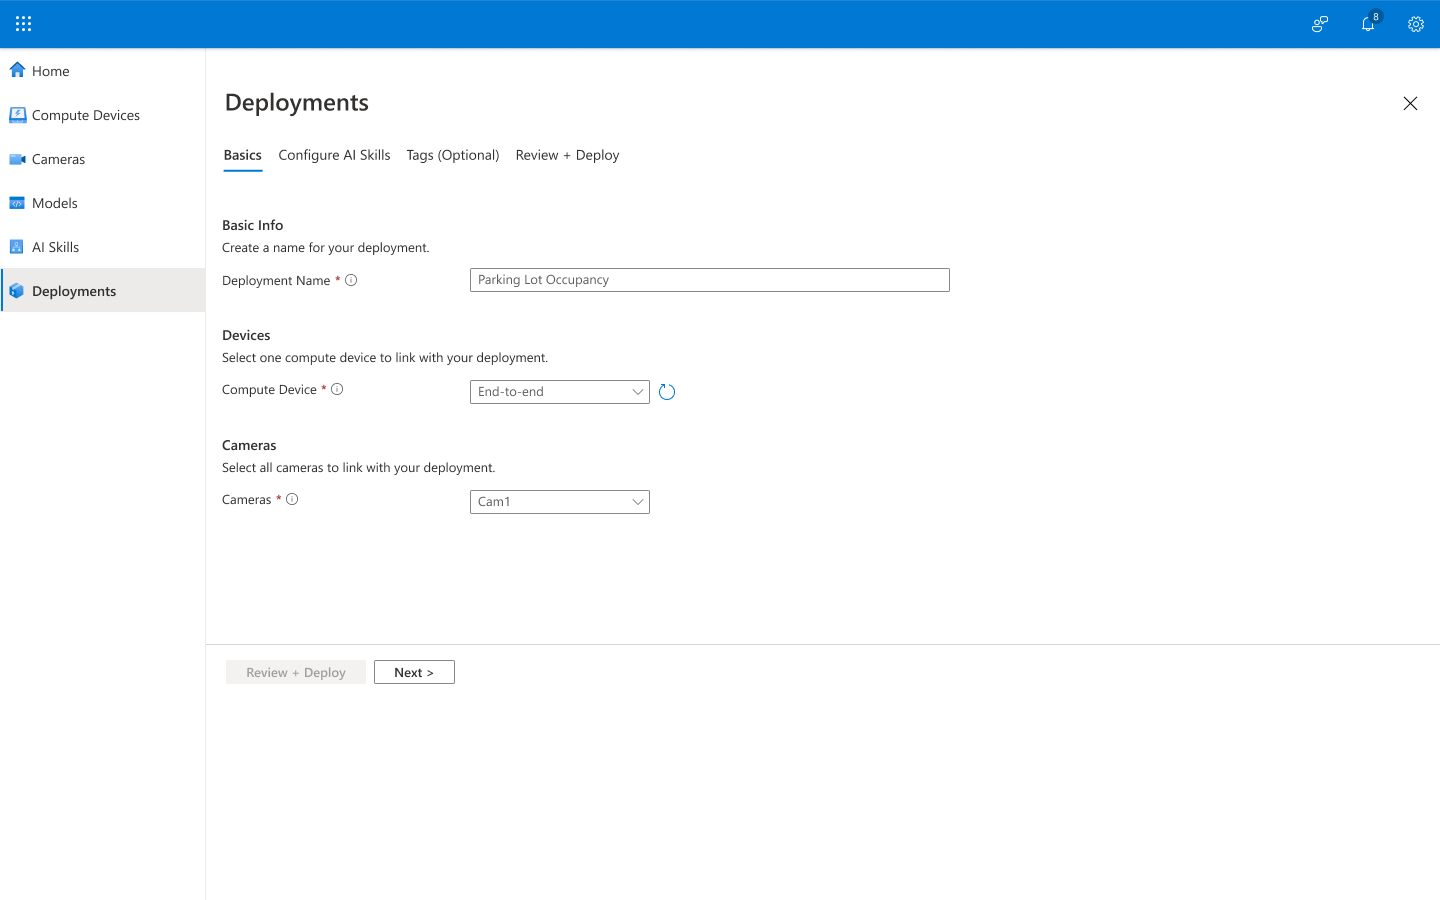 8
Home
Compute Devices
Cameras
Models
AI Skills
Deployments
Deployments
Basics Configure AI Skills Tags (Optional) Review + Deploy
Basic Info
Create a name for your deployment.
Deployment Name * Parking Lot Occupancy
Devices
Select one compute device to link with your deployment.
Compute Device * End-to-end
Cameras
Select all cameras to link with your deployment.
Cameras * Cam1
Review + Deploy Next >